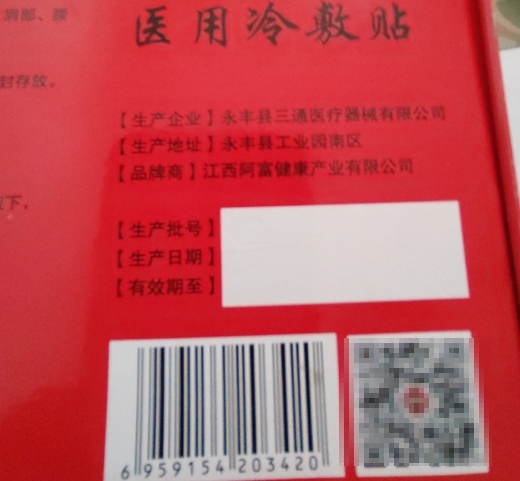 肩部、腰
医用冷敷贴
封存放。
【生产企业】永丰县三通医疗器械有限公司
【生产地址】永丰县工业园南区
【品牌商】江西阿富健康产业有限公司
下，
【生产批号】
【生产日期】
【有效期至】
6 959154 203420